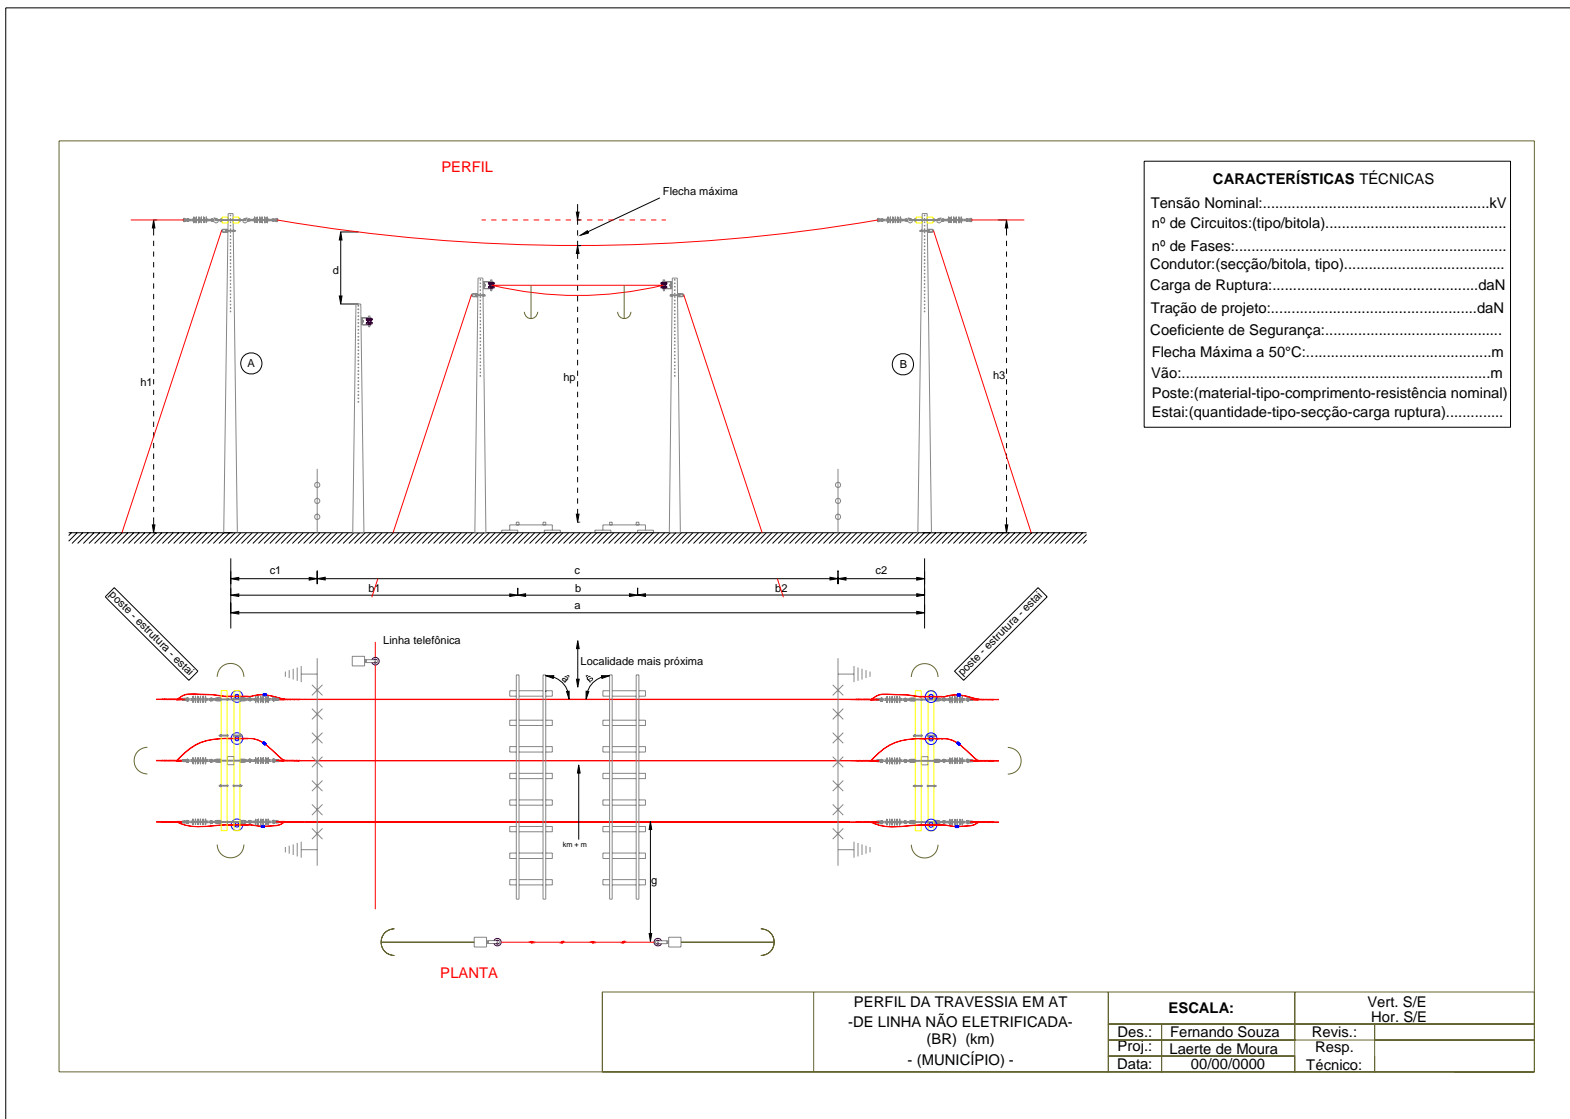 PERFIL
Flecha máxima
CARACTERÍSTICAS TÉCNICAS
Tensão Nominal:.......................................................kV
nº de Circuitos:(tipo/bitola)...........................................
nº de Fases:.................................................................
Condutor:(secção/bitola, tipo)......................................
Carga de Ruptura:.................................................daN
Tração de projeto:.................................................daN
Coeficiente de Segurança:..........................................
Flecha Máxima a 50°C:............................................m
Vão:..........................................................................m
Poste:(material-tipo-comprimento-resistência nominal)
Estai:(quantidade-tipo-secção-carga ruptura)..............
d
A
B
h1
hp
h3
c1
c
c2
b1
b
b2
a
poste - estrutura - estai
poste - estrutura - estai
Linha telefônica
Localidade mais próxima
km + m
g
PLANTA
PERFIL DA TRAVESSIA EM AT
-DE LINHA NÃO ELETRIFICADA-
(BR) (km)
- (MUNICÍPIO) -
ESCALA:
Vert. S/E
Hor. S/E
Des.: Fernando Souza
Revis.:
Proj.: Laerte de Moura
Resp.
Data: 00/00/0000
Técnico: